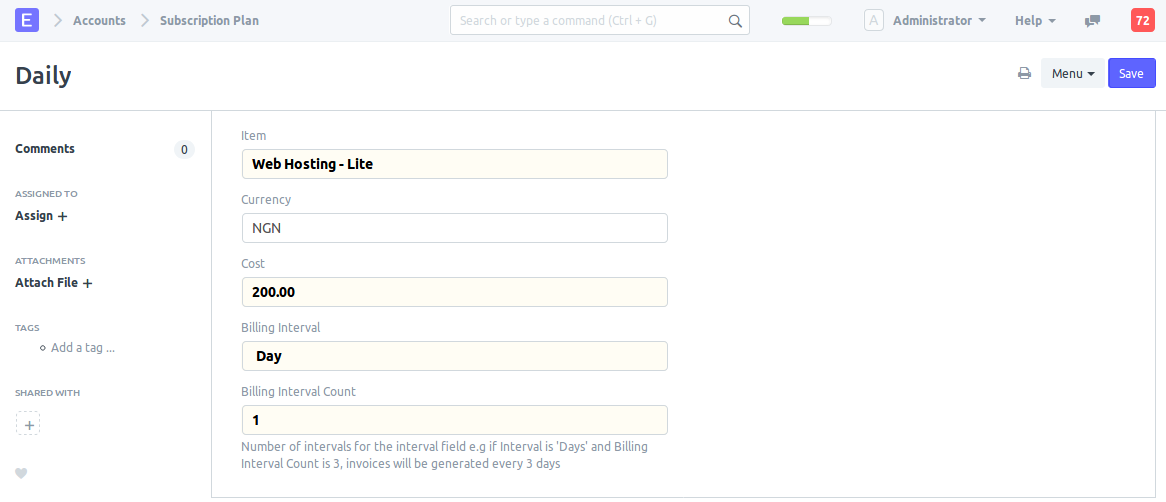 E Accounts Subscription Plan Search or type a command (Ctrl + G) A Administrator Help 72
Daily Menu Save
Comments 0
ASSIGNED TO
Assign +
ATTACHMENTS
Attach File +
TAGS
Add a tag ...
SHARED WITH
+
Item
Web Hosting - Lite
Currency
NGN
Cost
200.00
Billing Interval
Day
Billing Interval Count
1
Number of intervals for the interval field e.g if Interval is 'Days' and Billing
Interval Count is 3, invoices will be generated every 3 days